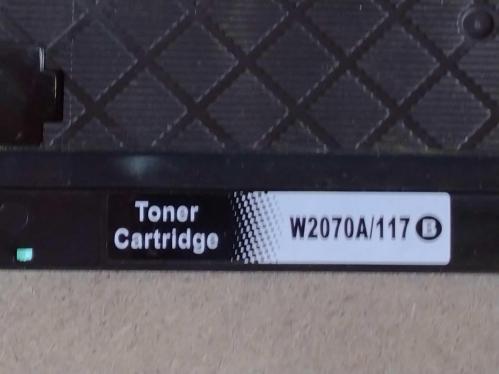 Toner
Cartridge
W2070A/117 B